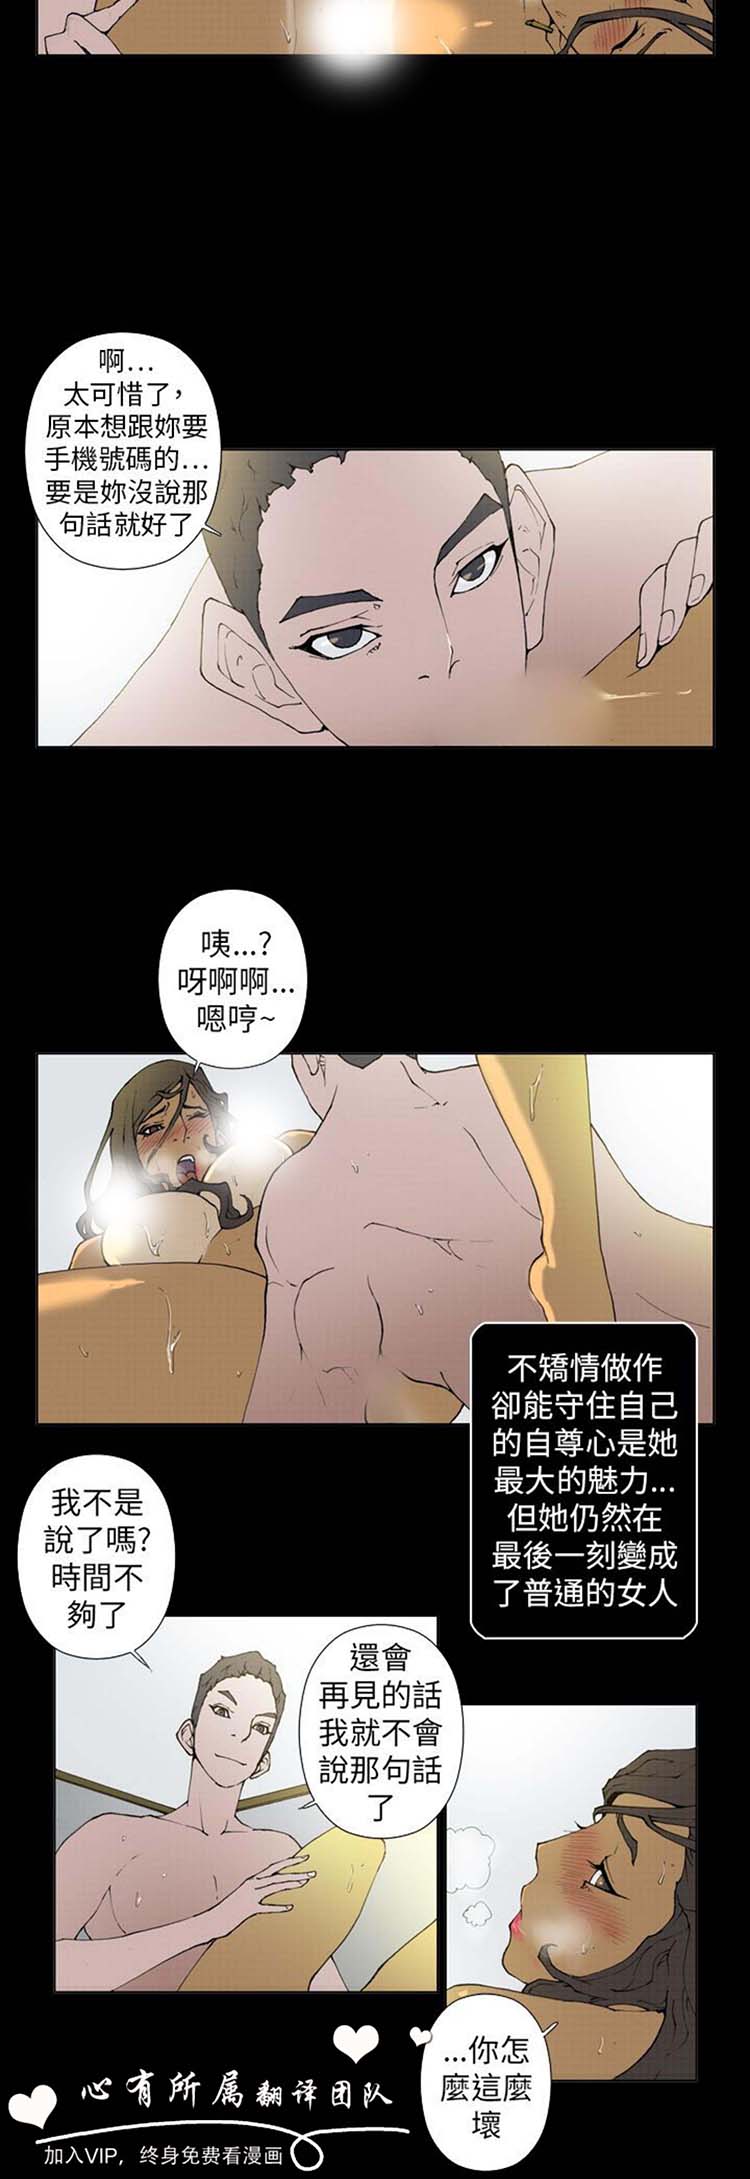 啊...
太可惜了，
原本想跟妳要
手機號碼的...
要是妳沒說那
句話就好了
咦...?
呀啊啊...
嗯哼~
不矯情做作
卻能守住自己
的自尊心是她
最大的魅力...
但她仍然在
最後一刻變成
了普通的女人
我不是
說了嗎?
時間不
夠了
還會
再見的話
我就不會
說那句話
了
...你怎
麼這麼
壞
心有所属翻译团队
加入VIP，终身免费看漫画